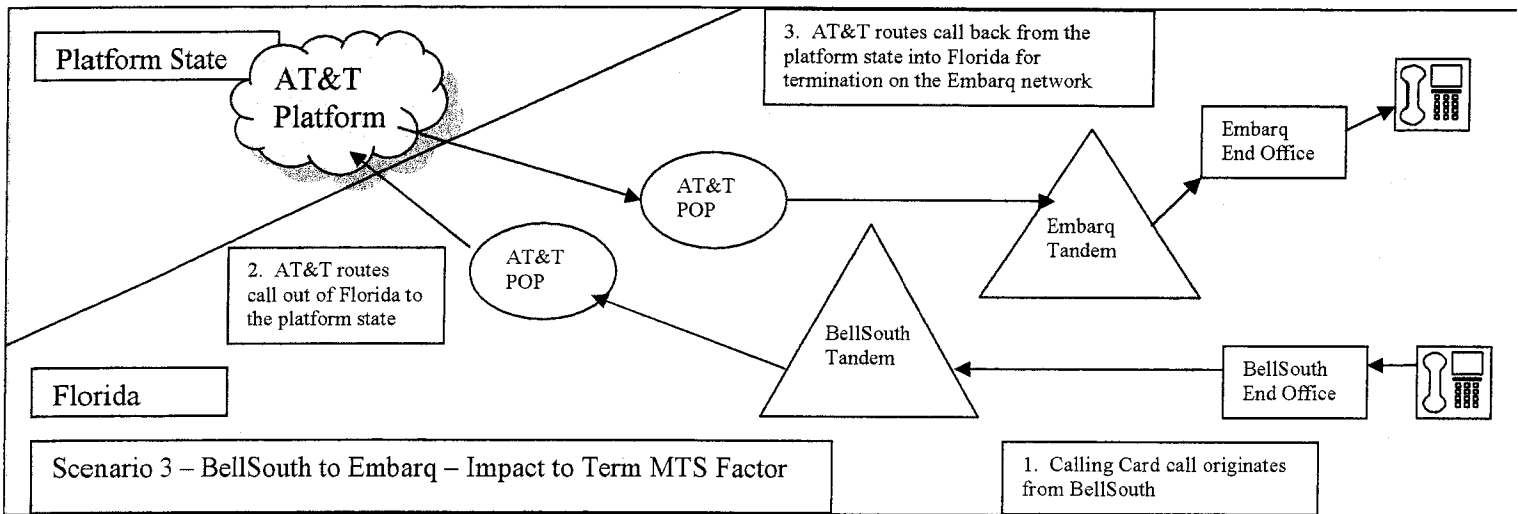 Platform State
AT&T
Platform
3. AT&T routes call back from the
platform state into Florida for
termination on the Embarq network
Embarq
End Office
AT&T
POP
Embarq
Tandem
AT&T
POP
2. AT&T routes
call out of Florida to
the platform state
BellSouth
Tandem
BellSouth
End Office
Florida
Scenario 3 – BellSouth to Embarq – Impact to Term MTS Factor
1. Calling Card call originates
from BellSouth